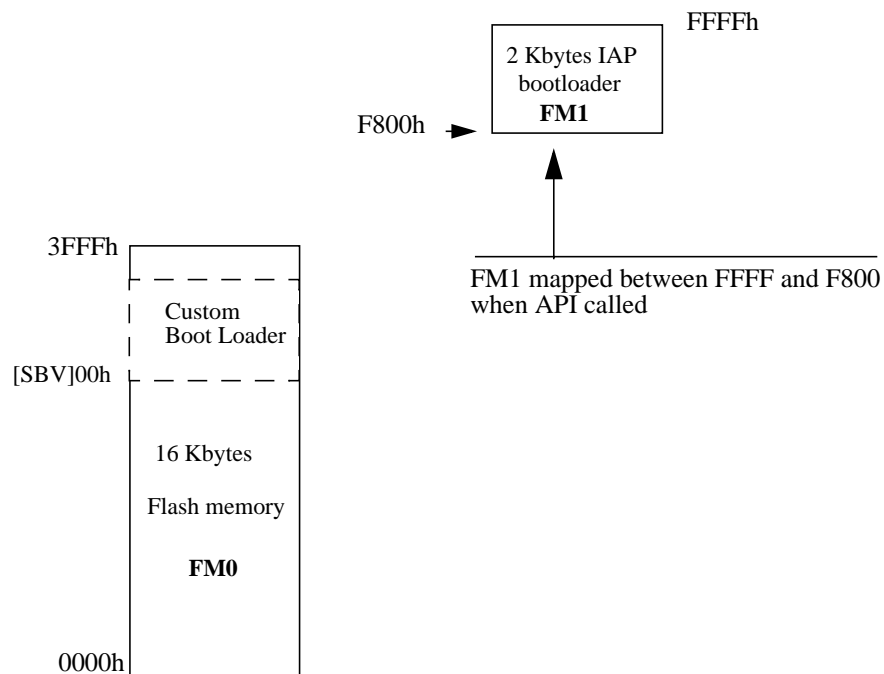 FFFFh
2 Kbytes IAP
bootloader
FM1
F800h
3FFFh
FM1 mapped between FFFF and F800
when API called
Custom
Boot Loader
[SBV]00h
16 Kbytes
Flash memory
FM0
0000h